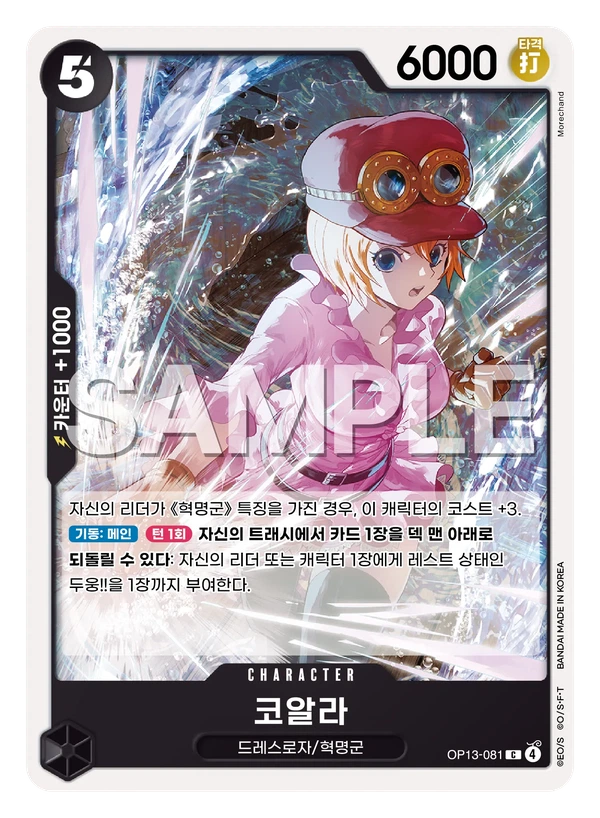 5
6000
타격
打
Morechand
카운터 +1000
SAMPLE
자신의 리더가 《혁명군》 특징을 가진 경우, 이 캐릭터의 코스트 +3.
기동: 메인 턴 1회 자신의 트래시에서 카드 1장을 덱 맨 아래로
되돌릴 수 있다: 자신의 리더 또는 캐릭터 1장에게 레스트 상태인
두웅!!을 1장까지 부여한다.
CHARACTER
코알라
드레스로자/혁명군
OP13-081 C 4
©E.O/S ©O/S·F·T BANDAI MADE IN KOREA